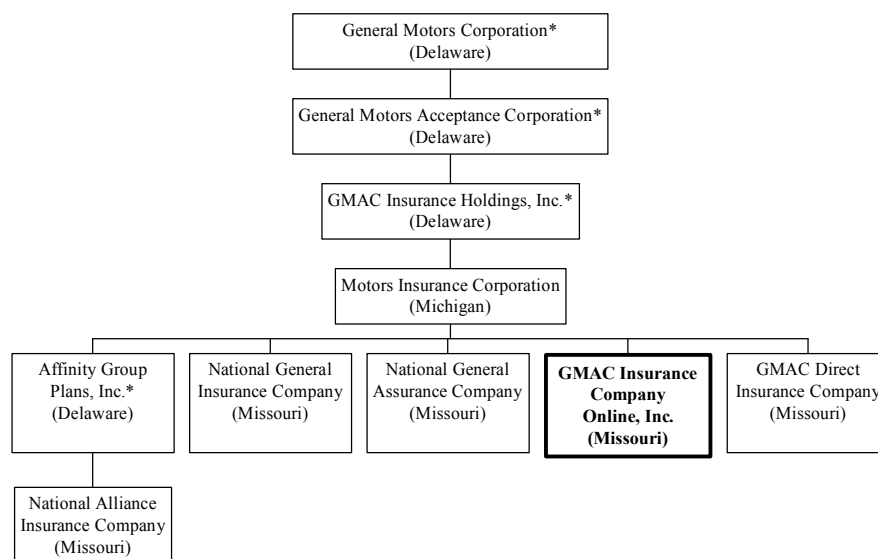 General Motors Corporation*
(Delaware)
General Motors Acceptance Corporation*
(Delaware)
GMAC Insurance Holdings, Inc.*
(Delaware)
Motors Insurance Corporation
(Michigan)
Affinity Group
Plans, Inc.*
(Delaware)
National General
Insurance Company
(Missouri)
National General
Assurance Company
(Missouri)
GMAC Insurance
Company
Online, Inc.
(Missouri)
GMAC Direct
Insurance Company
(Missouri)
National Alliance
Insurance Company
(Missouri)